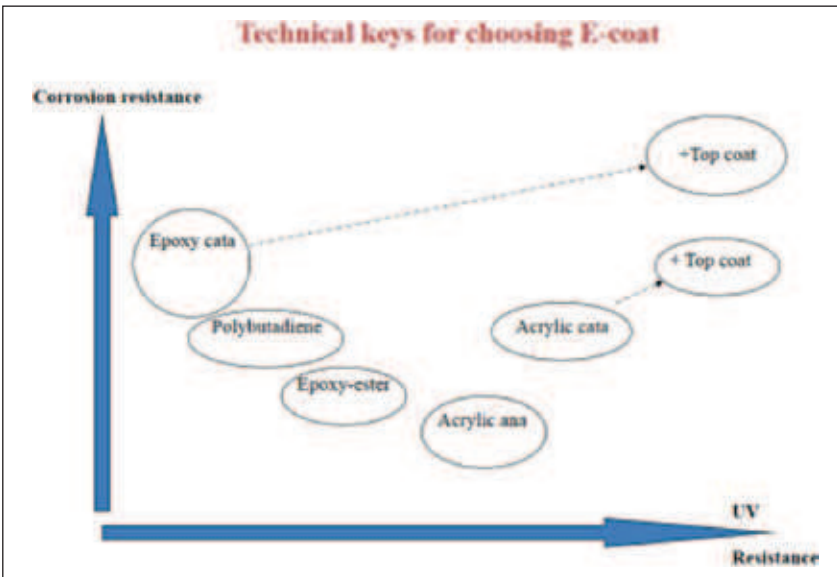 Technical keys for choosing E-coat
Corrosion resistance
+Top coat
Epoxy cata
+ Top coat
Polybutadiene
Acrylic cata
Epoxy-ester
Acrylic ana
UV
Resistance